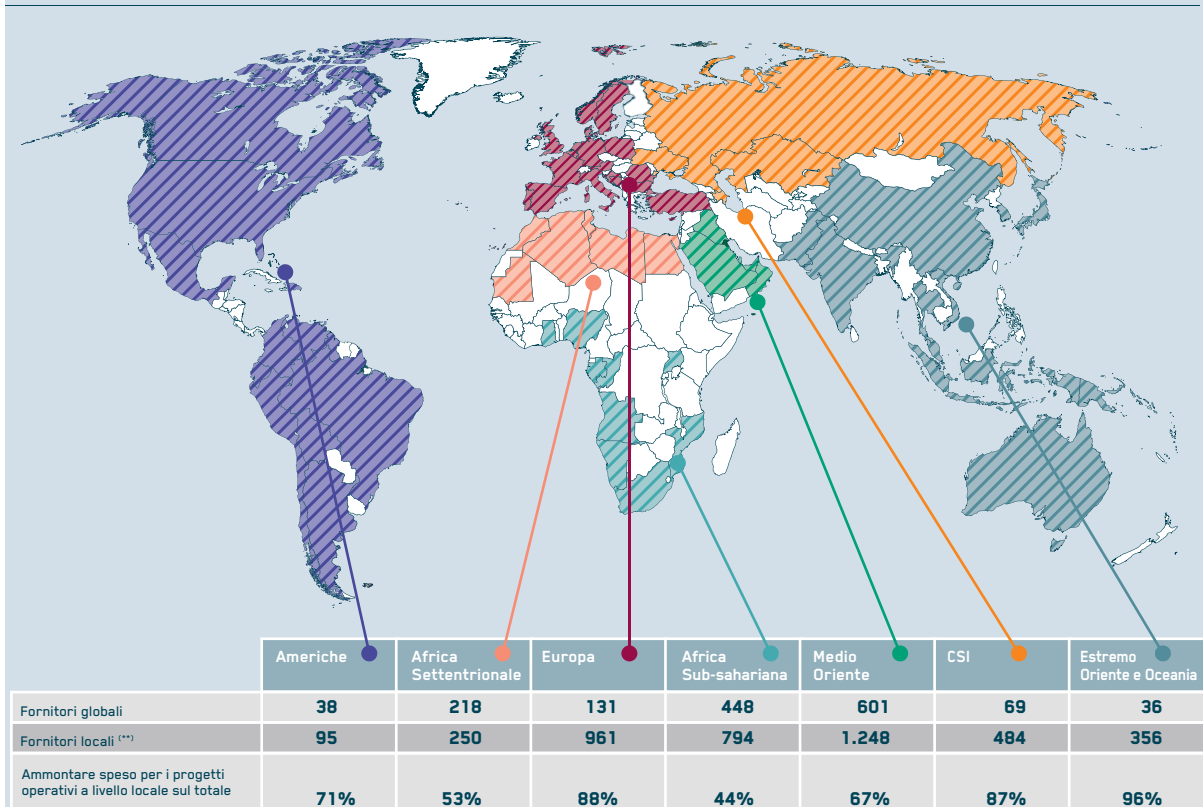 Americhe
Africa
Settentrionale
Europa
Africa
Sub-sahariana
Medio
Oriente
CSI
Estremo
Oriente e Oceania
Fornitori globali 38 218 131 448 601 69 36
Fornitori locali (**) 95 250 961 794 1.248 484 356
Ammontare speso per i progetti
operativi a livello locale sul totale 71% 53% 88% 44% 67% 87% 96%